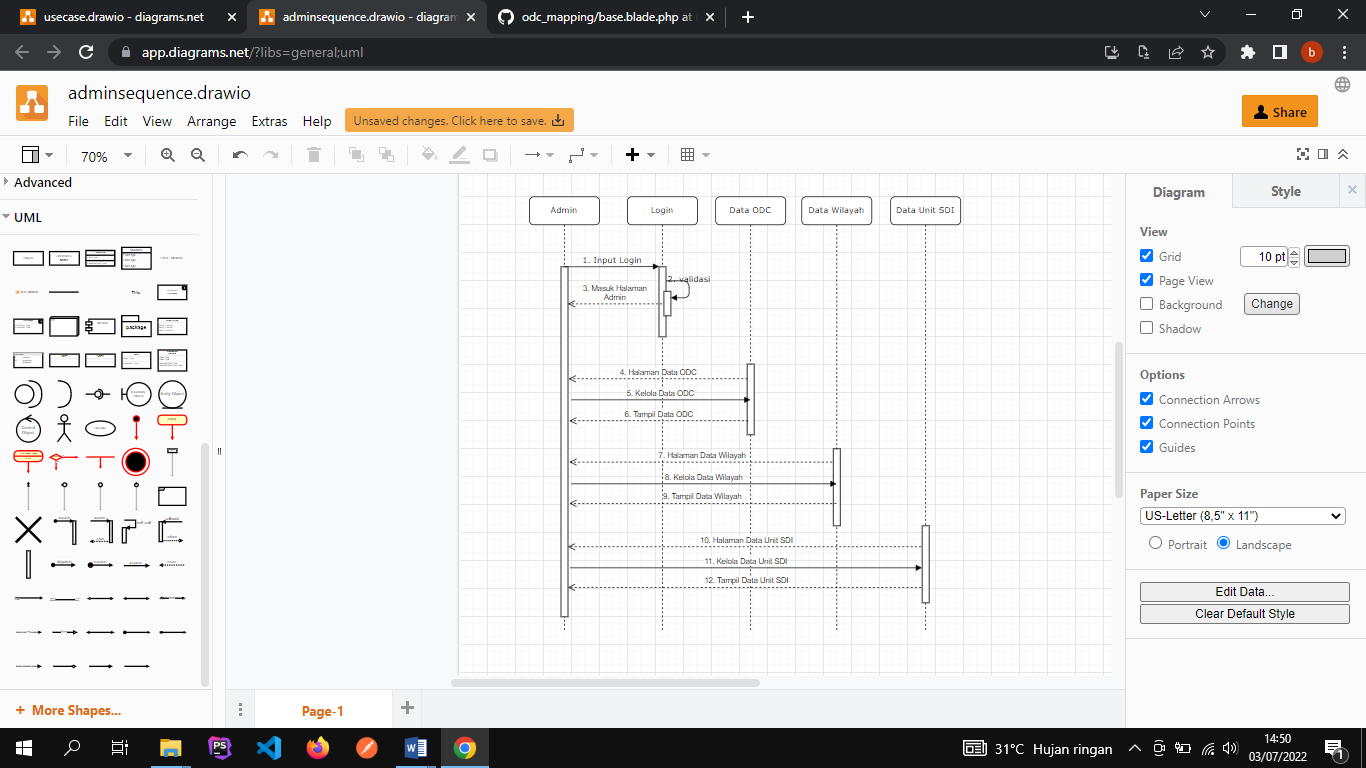 usecase.drawio - diagrams.net
adminsequence.drawio - diagram
odc_mapping/base.blade.php at
app.diagrams.net/?libs=general;uml
b
adminsequence.drawio
File Edit View Arrange Extras Help
Unsaved changes. Click here to save.
Share
70%
Advanced
UML
Title
package
Admin
Login
Data ODC
Data Wilayah
Data Unit SDI
1. Input Login
2. validasi
3. Masuk Halaman
Admin
4. Halaman Data ODC
5. Kelola Data ODC
6. Tampil Data ODC
7. Halaman Data Wilayah
8. Kelola Data Wilayah
9. Tampil Data Wilayah
10. Halaman Data Unit SDI
11. Kelola Data Unit SDI
12. Tampil Data Unit SDI
Diagram
Style
View
Grid
10 pt
Page View
Background
Change
Shadow
Options
Connection Arrows
Connection Points
Guides
Paper Size
US-Letter (8,5" x 11")
Portrait
Landscape
Edit Data...
Clear Default Style
+ More Shapes...
Page-1
PS
31°C Hujan ringan
14:50
03/07/2022
1